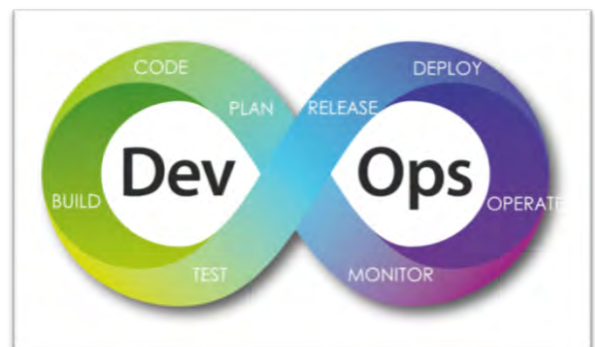 CODE
DEPLOY
PLAN
RELEASE
Dev
Ops
BUILD
OPERATE
TEST
MONITOR